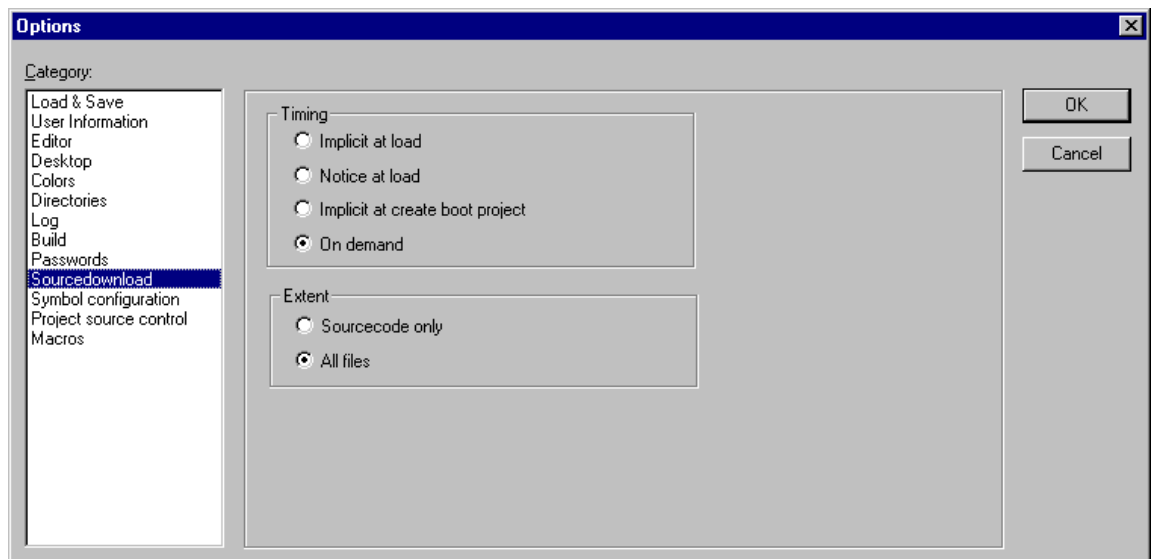 Options
Category:
Load & Save
User Information
Editor
Desktop
Colors
Directories
Log
Build
Passwords
Sourcedownload
Symbol configuration
Project source control
Macros
Timing
Implicit at load
Notice at load
Implicit at create boot project
On demand
Extent
Sourcecode only
All files
OK
Cancel